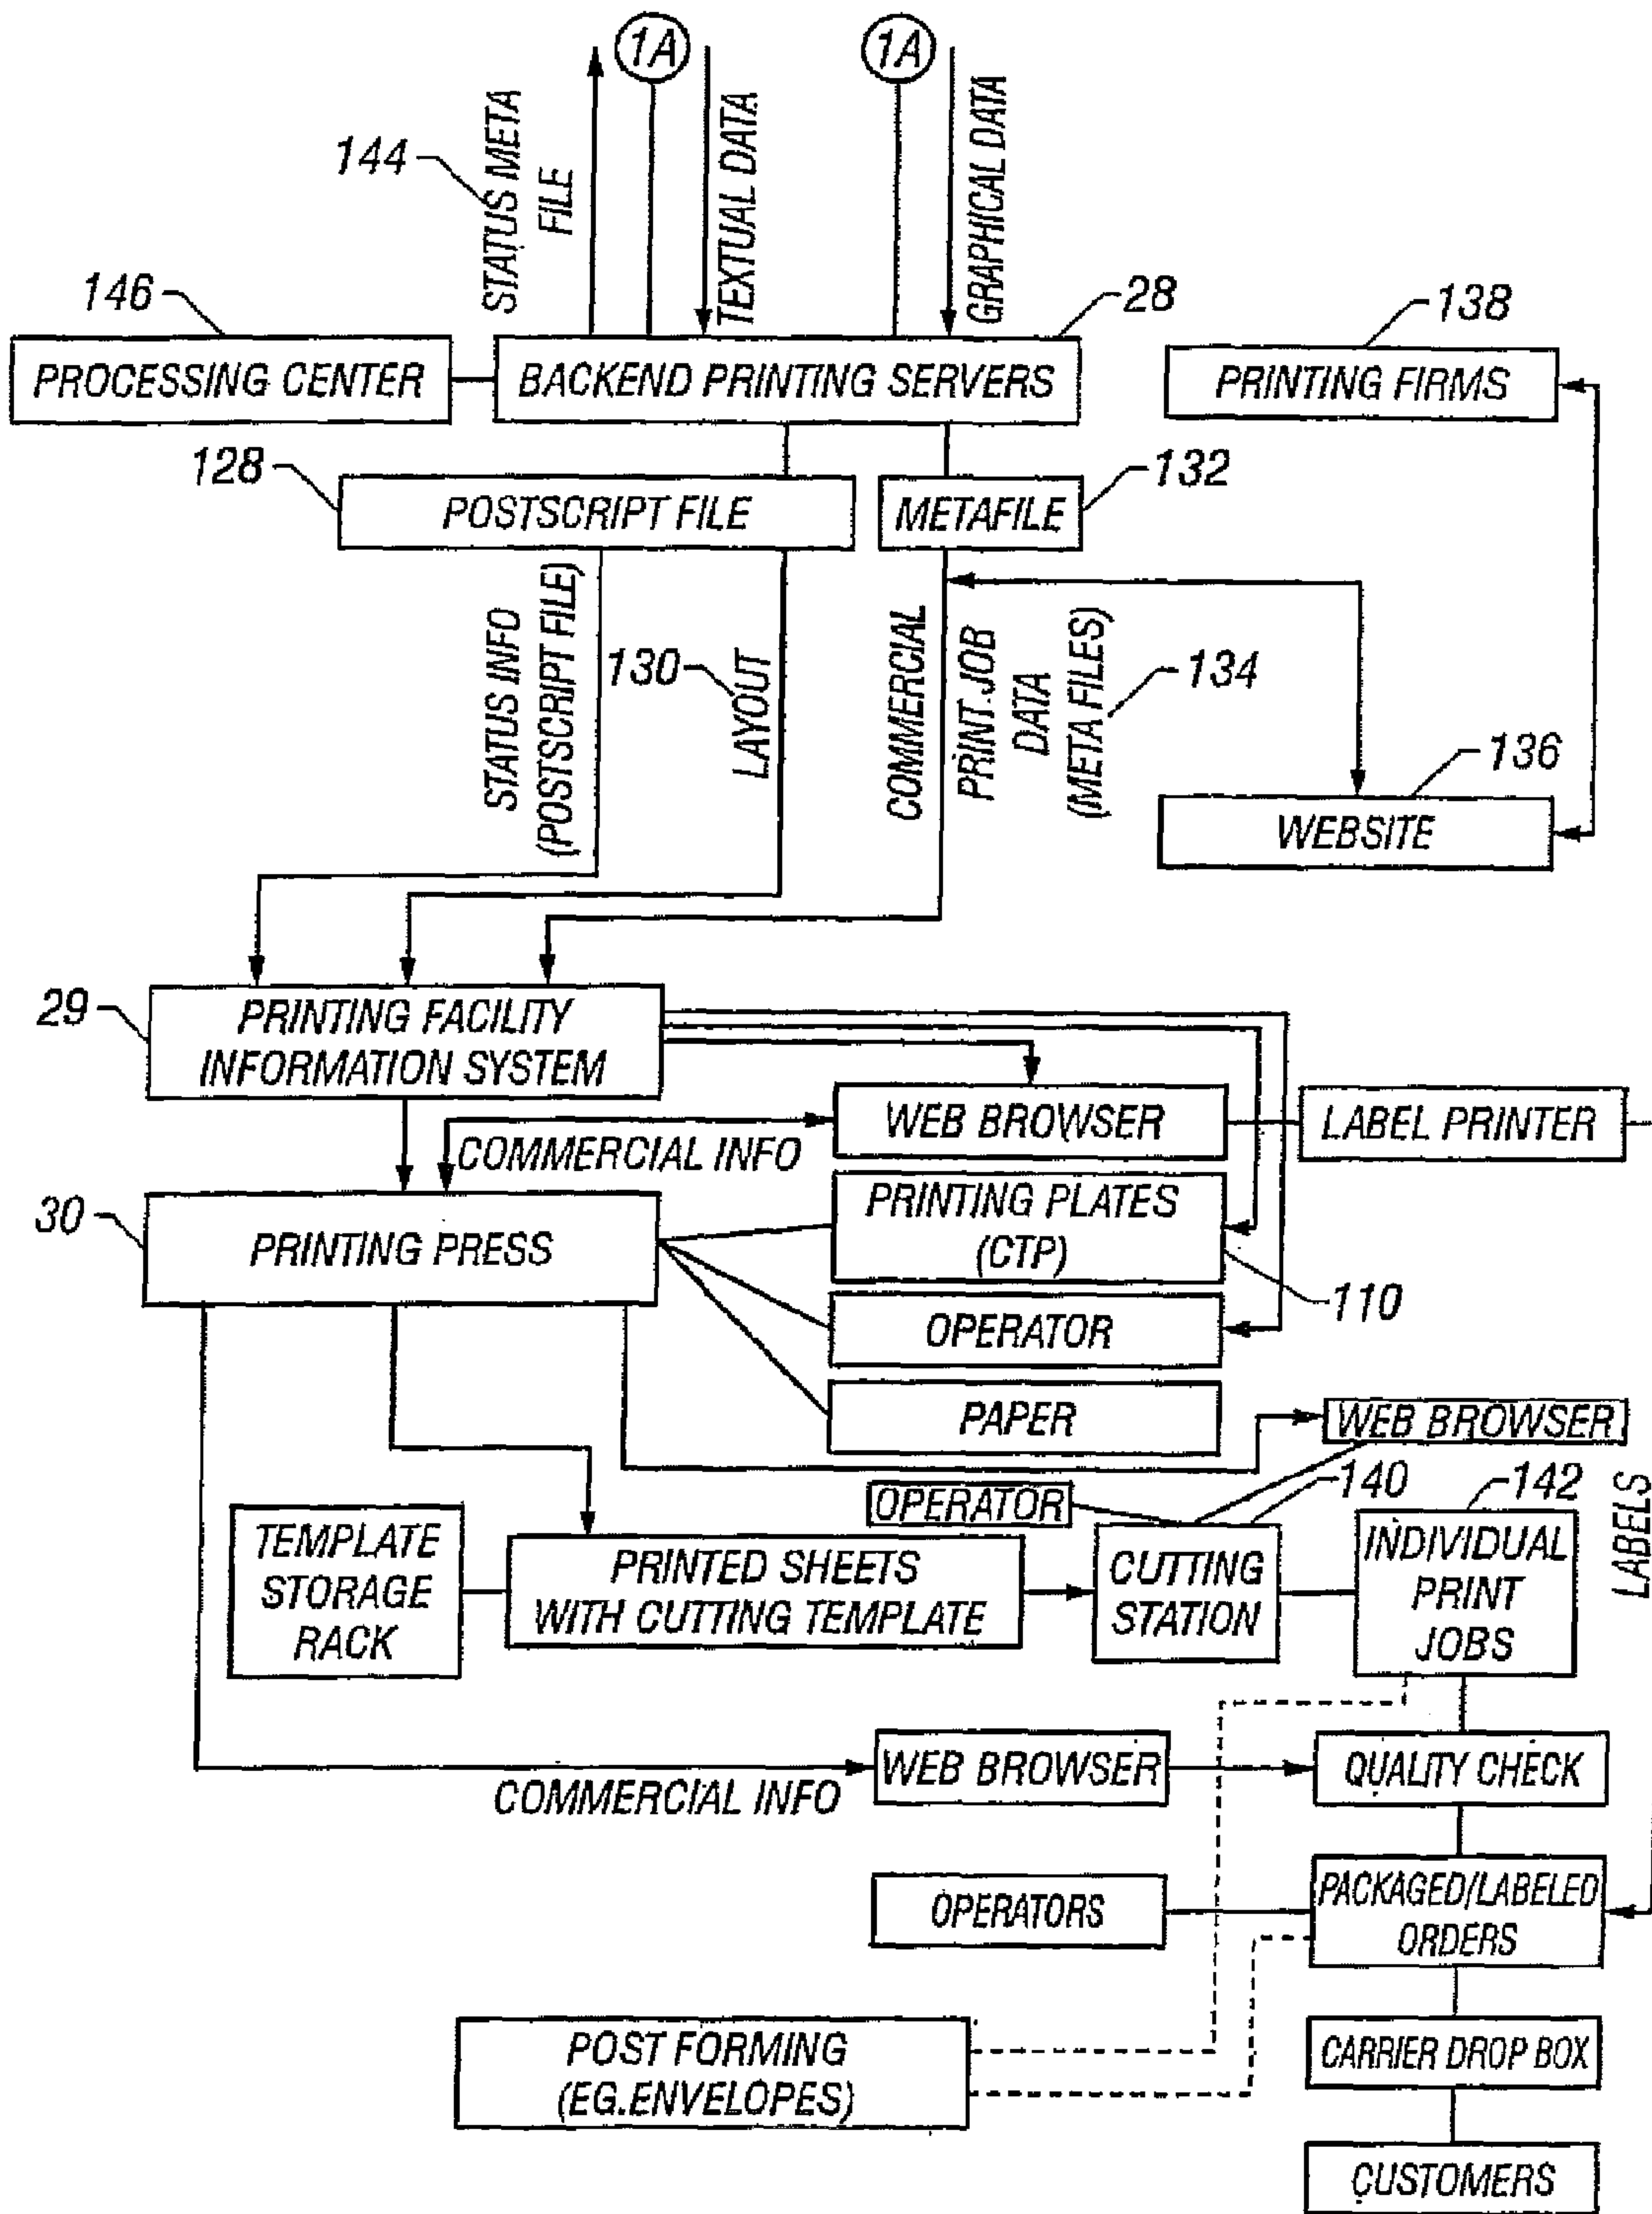 1A
1A
144
STATUS META
FILE
TEXTUAL DATA
GRAPHICAL DATA
146
28
138
PROCESSING CENTER
BACKEND PRINTING SERVERS
PRINTING FIRMS
128
132
POSTSCRIPT FILE
METAFILE
STATUS INFO
(POSTSCRIPT FILE)
130
LAYOUT
COMMERCIAL
PRINT JOB
DATA
(META FILES)
134
136
WEBSITE
29
PRINTING FACILITY
INFORMATION SYSTEM
WEB BROWSER
LABEL PRINTER
COMMERCIAL INFO
30
PRINTING PRESS
PRINTING PLATES
(CTP)
110
OPERATOR
PAPER
WEB BROWSER
OPERATOR
140
142
LABELS
TEMPLATE
STORAGE
RACK
PRINTED SHEETS
WITH CUTTING TEMPLATE
CUTTING
STATION
INDIVIDUAL
PRINT
JOBS
COMMERCIAL INFO
WEB BROWSER
QUALITY CHECK
OPERATORS
PACKAGED/LABELED
ORDERS
POST FORMING
(EG.ENVELOPES)
CARRIER DROP BOX
CUSTOMERS